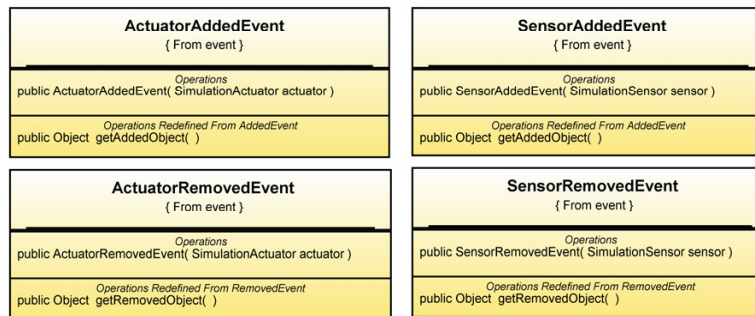 ActuatorAddedEvent
{ From event }
Operations
public ActuatorAddedEvent( SimulationActuator actuator )
Operations Redefined From AddedEvent
public Object getAddedObject( )
SensorAddedEvent
{ From event }
Operations
public SensorAddedEvent( SimulationSensor sensor )
Operations Redefined From AddedEvent
public Object getAddedObject( )
ActuatorRemovedEvent
{ From event }
Operations
public ActuatorRemovedEvent( SimulationActuator actuator )
Operations Redefined From RemovedEvent
public Object getRemovedObject( )
SensorRemovedEvent
{ From event }
Operations
public SensorRemovedEvent( SimulationSensor sensor )
Operations Redefined From RemovedEvent
public Object getRemovedObject( )